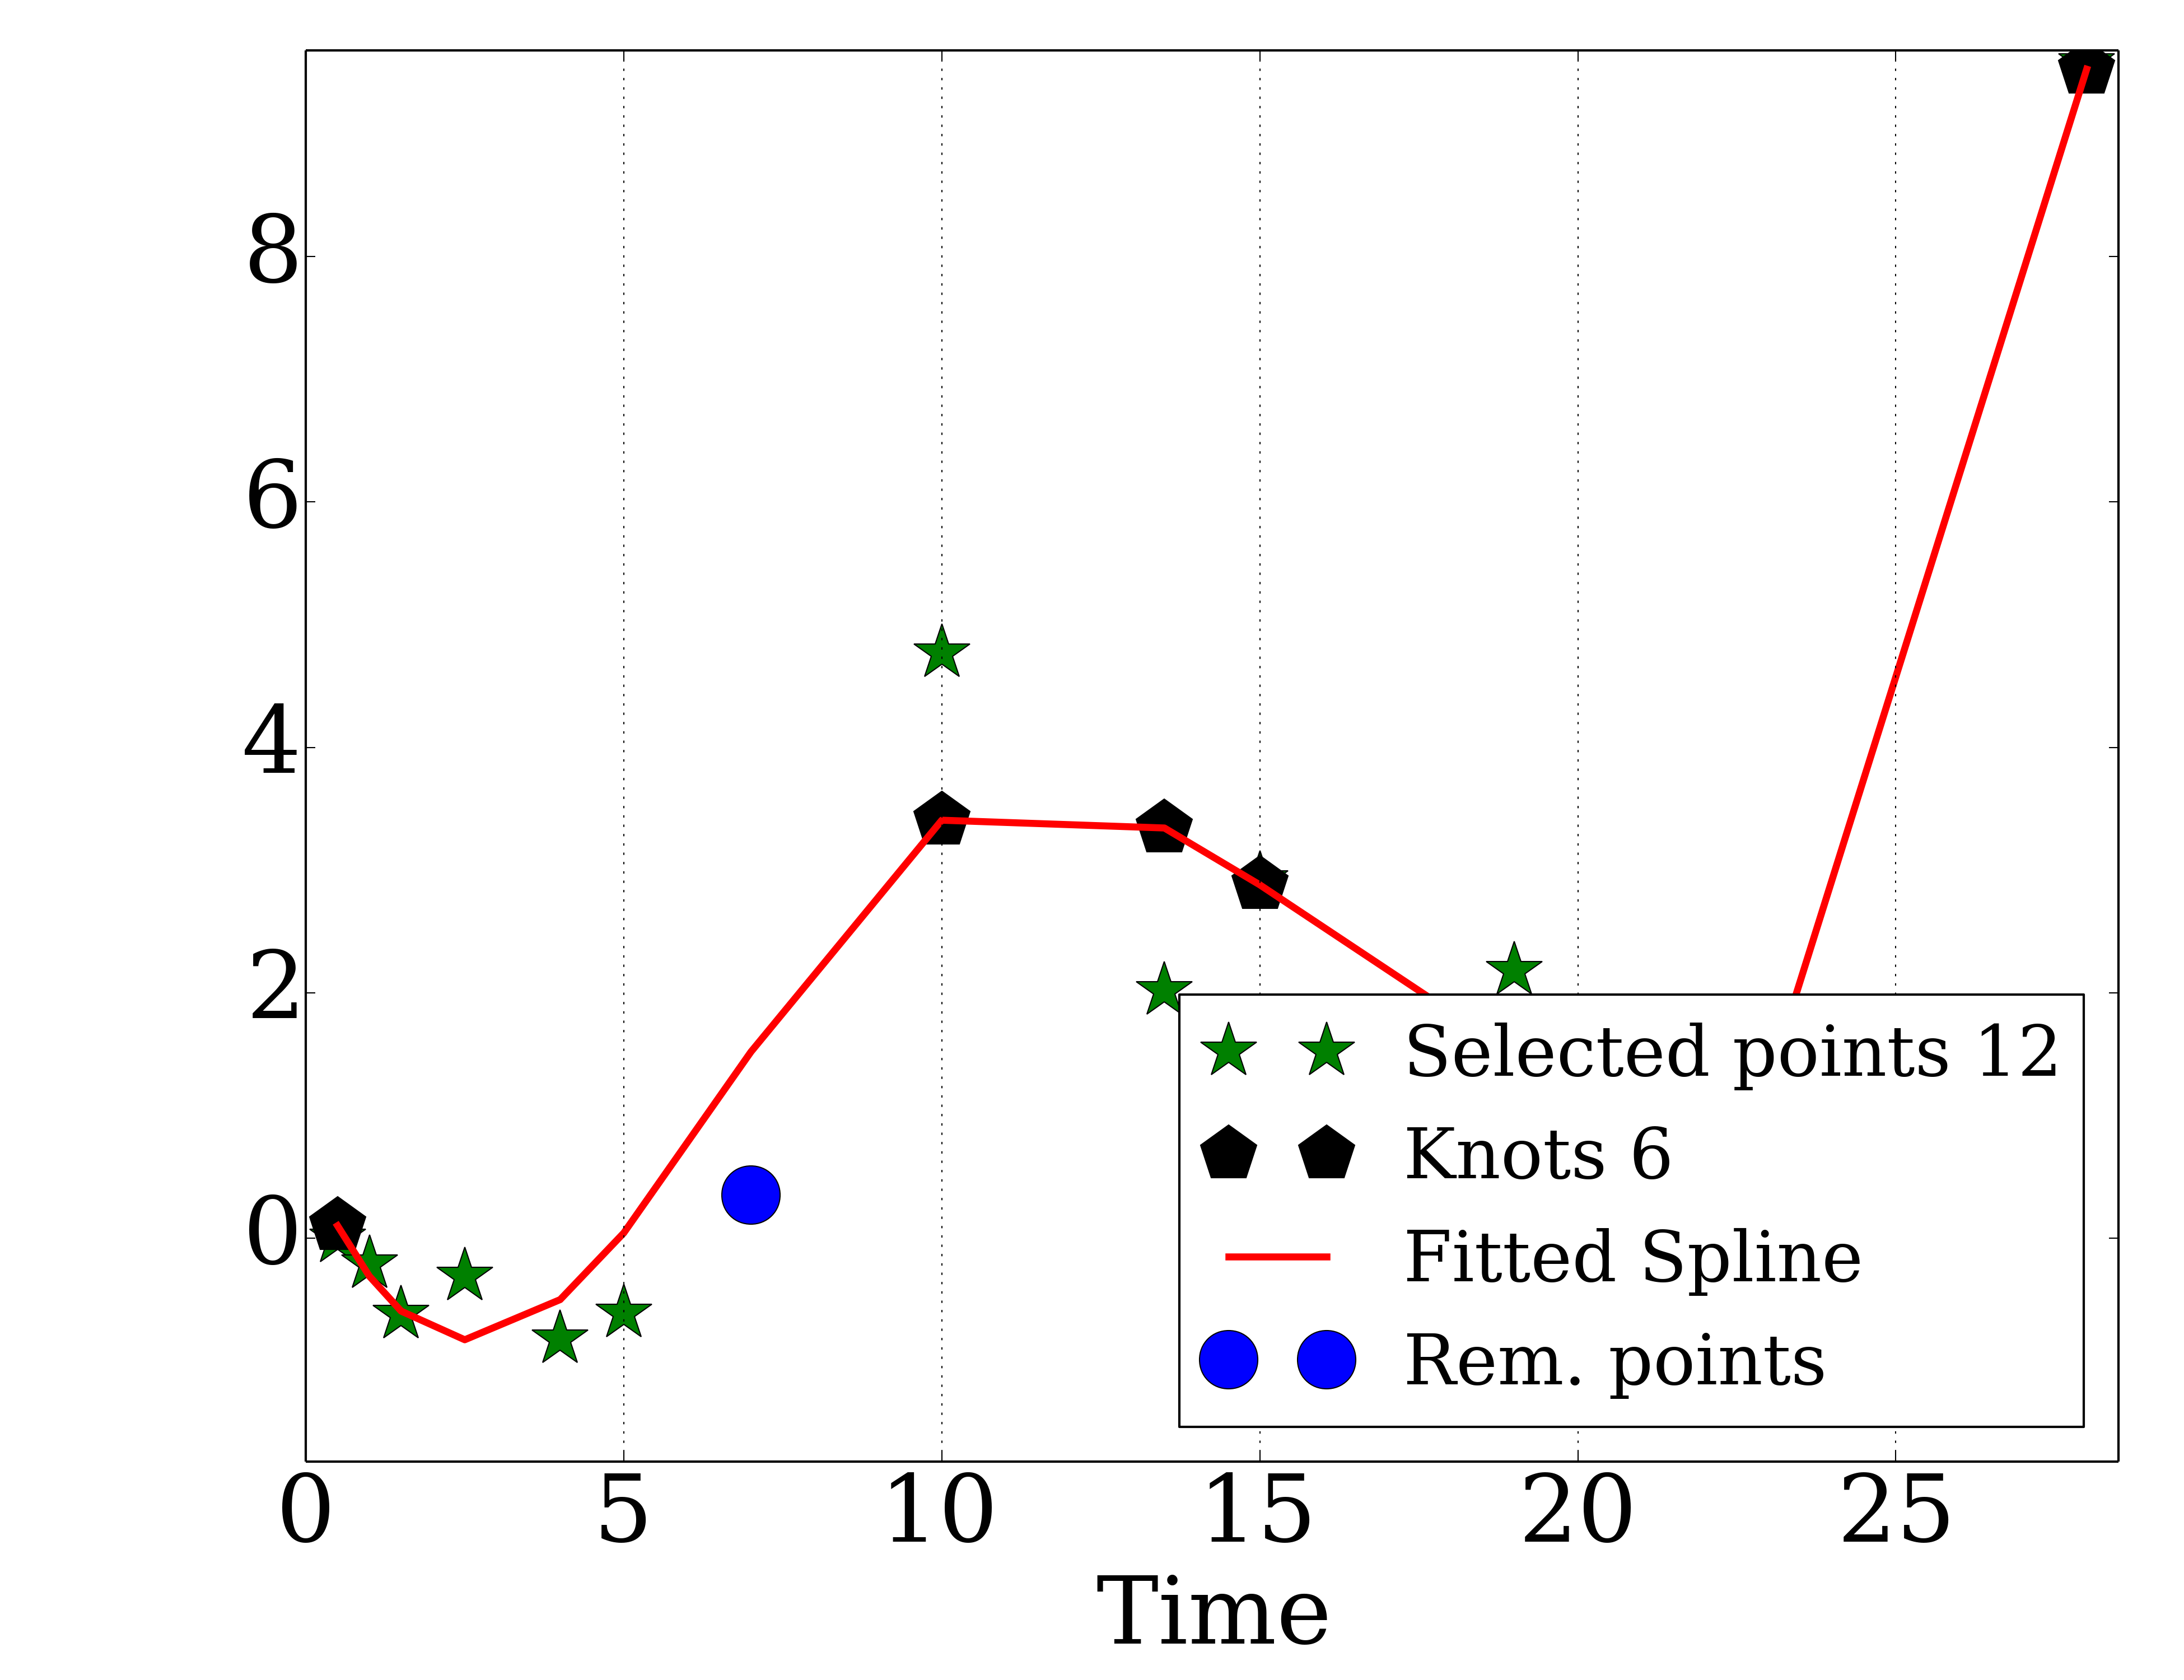 8
6
4
2
0
0 5 10 15 20 25
Time
Selected points 12
Knots 6
Fitted Spline
Rem. points